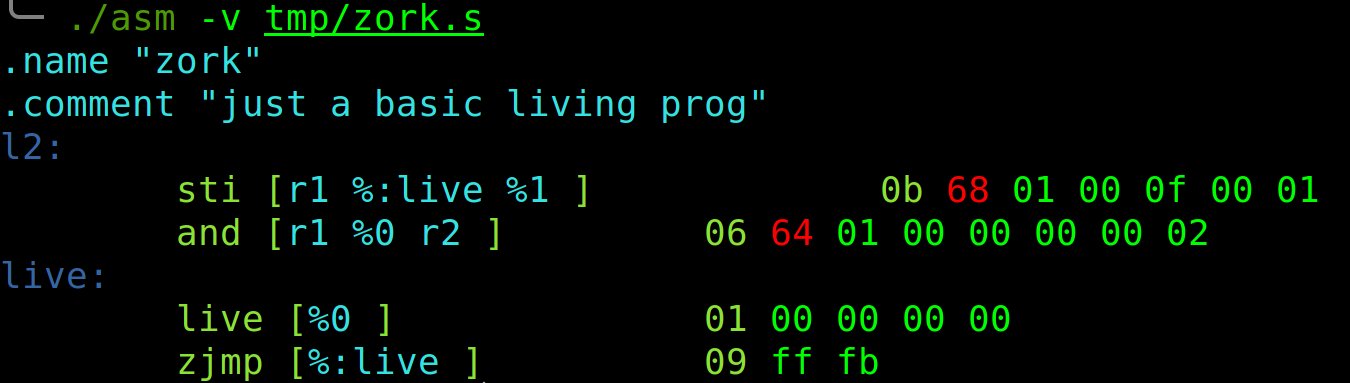 ./asm -v tmp/zork.s
.name "zork"
.comment "just a basic living prog"
l2:
sti [r1 %:live %1 ] 0b 68 01 00 0f 00 01
and [r1 %0 r2 ] 06 64 01 00 00 00 00 02
live:
live [%0 ] 01 00 00 00 00
zjmp [%:live ] 09 ff fb